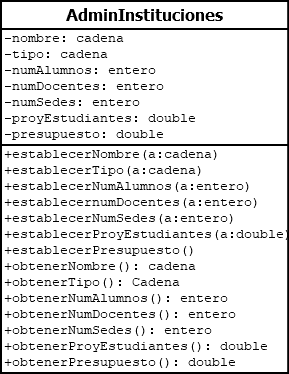 AdminInstituciones
-nombre: cadena
-tipo: cadena
-numAlumnos: entero
-numDocentes: entero
-numSedes: entero
-proyEstudiantes: double
-presupuesto: double
+establecerNombre(a:cadena)
+establecerTipo(a:cadena)
+establecerNumAlumnos(a:entero)
+establecernumDocentes(a:entero)
+establecerNumSedes(a:entero)
+establecerProyEstudiantes(a:double)
+establecerPresupuesto()
+obtenerNombre(): cadena
+obtenerTipo(): Cadena
+obtenerNumAlumnos(): entero
+obtenerNumDocentes(): entero
+obtenerNumSedes(): entero
+obtenerProyEstudiantes(): double
+obtenerPresupuesto(): double